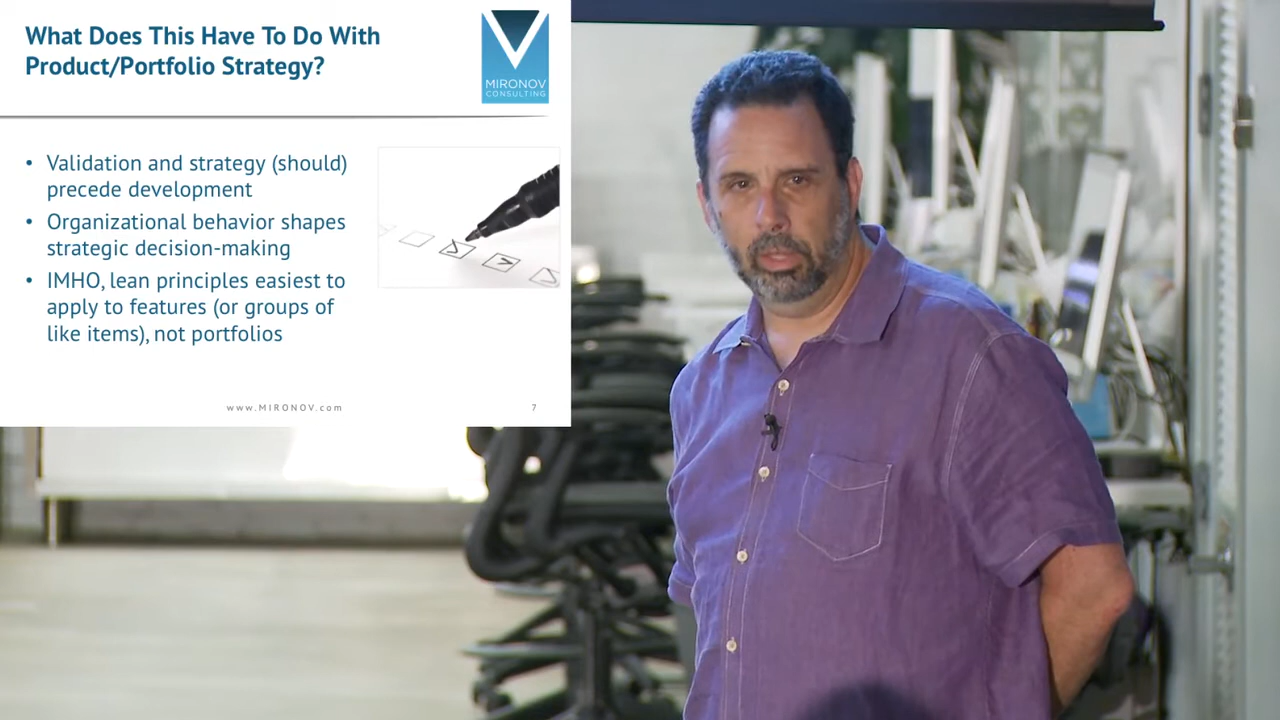 What Does This Have To Do With
Product/Portfolio Strategy?
MIRONOV
CONSULTING
• Validation and strategy (should)
precede development
• Organizational behavior shapes
strategic decision-making
• IMHO, lean principles easiest to
apply to features (or groups of
like items), not portfolios
www.MIRONOV.com
7